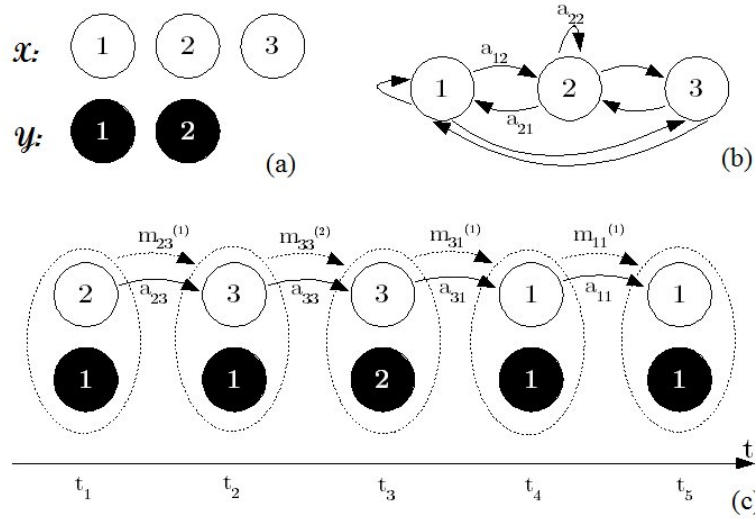 x: 1 2 3
y: 1 2
(a)
a₂₂
a₁₂
1 2 3
a₂₁
(b)
m₂₃⁽¹⁾ m₃₃⁽²⁾ m₃₁⁽¹⁾ m₁₁⁽¹⁾
2 3 3 1 1
a₂₃ a₃₃ a₃₁ a₁₁
1 1 2 1 1
t
t₁ t₂ t₃ t₄ t₅
(c)